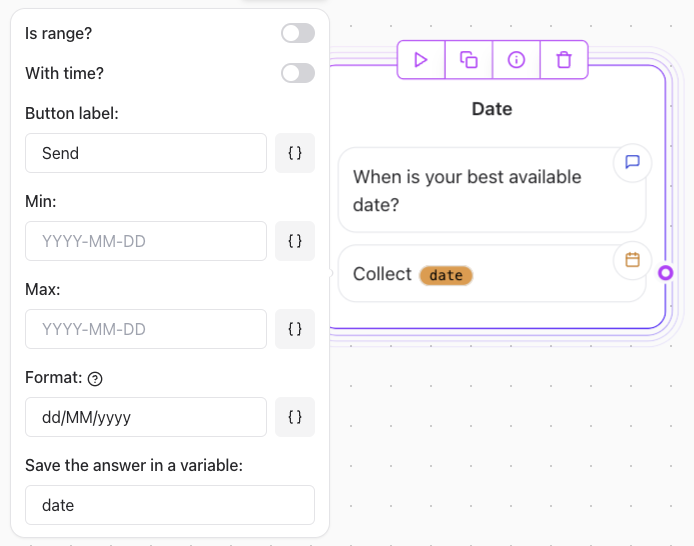 Is range?
With time?
Button label:
Send
{}
Min:
YYYY-MM-DD
{}
Max:
YYYY-MM-DD
{}
Format:
dd/MM/yyyy
{}
Save the answer in a variable:
date
Date
When is your best available
date?
Collect date